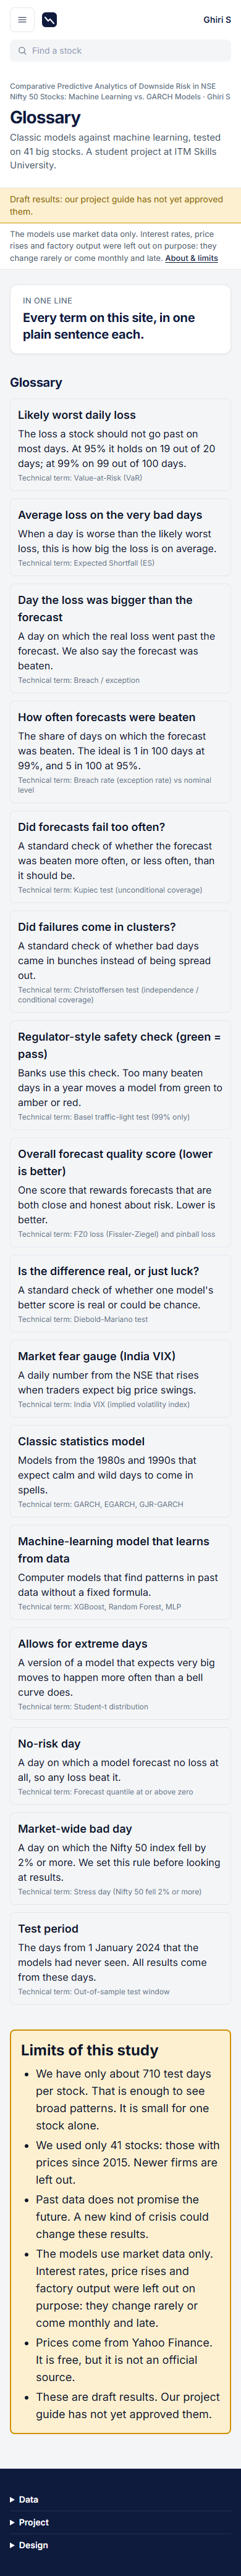 Ghiri S
Find a stock
Comparative Predictive Analytics of Downside Risk in NSE
Nifty 50 Stocks: Machine Learning vs. GARCH Models · Ghiri S
Glossary
Classic models against machine learning, tested
on 41 big stocks. A student project at ITM Skills
University.
Draft results: our project guide has not yet approved
them.
The models use market data only. Interest rates, price
rises and factory output were left out on purpose: they
change rarely or come monthly and late. About & limits
IN ONE LINE
Every term on this site, in one
plain sentence each.
Glossary
Likely worst daily loss
The loss a stock should not go past on
most days. At 95% it holds on 19 out of 20
days; at 99% on 99 out of 100 days.
Technical term: Value-at-Risk (VaR)
Average loss on the very bad days
When a day is worse than the likely worst
loss, this is how big the loss is on average.
Technical term: Expected Shortfall (ES)
Day the loss was bigger than the
forecast
A day on which the real loss went past the
forecast. We also say the forecast was
beaten.
Technical term: Breach / exception
How often forecasts were beaten
The share of days on which the forecast
was beaten. The ideal is 1 in 100 days at
99%, and 5 in 100 at 95%.
Technical term: Breach rate (exception rate) vs nominal
level
Did forecasts fail too often?
A standard check of whether the forecast
was beaten more often, or less often, than
it should be.
Technical term: Kupiec test (unconditional coverage)
Did failures come in clusters?
A standard check of whether bad days
came in bunches instead of being spread
out.
Technical term: Christoffersen test (independence /
conditional coverage)
Regulator-style safety check (green =
pass)
Banks use this check. Too many beaten
days in a year moves a model from green to
amber or red.
Technical term: Basel traffic-light test (99% only)
Overall forecast quality score (lower
is better)
One score that rewards forecasts that are
both close and honest about risk. Lower is
better.
Technical term: FZ0 loss (Fissler-Ziegel) and pinball loss
Is the difference real, or just luck?
A standard check of whether one model's
better score is real or could be chance.
Technical term: Diebold-Mariano test
Market fear gauge (India VIX)
A daily number from the NSE that rises
when traders expect big price swings.
Technical term: India VIX (implied volatility index)
Classic statistics model
Models from the 1980s and 1990s that
expect calm and wild days to come in
spells.
Technical term: GARCH, EGARCH, GJR-GARCH
Machine-learning model that learns
from data
Computer models that find patterns in past
data without a fixed formula.
Technical term: XGBoost, Random Forest, MLP
Allows for extreme days
A version of a model that expects very big
moves to happen more often than a bell
curve does.
Technical term: Student-t distribution
No-risk day
A day on which a model forecast no loss at
all, so any loss beat it.
Technical term: Forecast quantile at or above zero
Market-wide bad day
A day on which the Nifty 50 index fell by
2% or more. We set this rule before looking
at results.
Technical term: Stress day (Nifty 50 fell 2% or more)
Test period
The days from 1 January 2024 that the
models had never seen. All results come
from these days.
Technical term: Out-of-sample test window
Limits of this study
• We have only about 710 test days
per stock. That is enough to see
broad patterns. It is small for one
stock alone.
• We used only 41 stocks: those with
prices since 2015. Newer firms are
left out.
• Past data does not promise the
future. A new kind of crisis could
change these results.
• The models use market data only.
Interest rates, price rises and
factory output were left out on
purpose: they change rarely or
come monthly and late.
• Prices come from Yahoo Finance.
It is free, but it is not an official
source.
• These are draft results. Our project
guide has not yet approved them.
Data
Project
Design